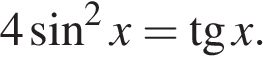 4 sin² x = tg x.